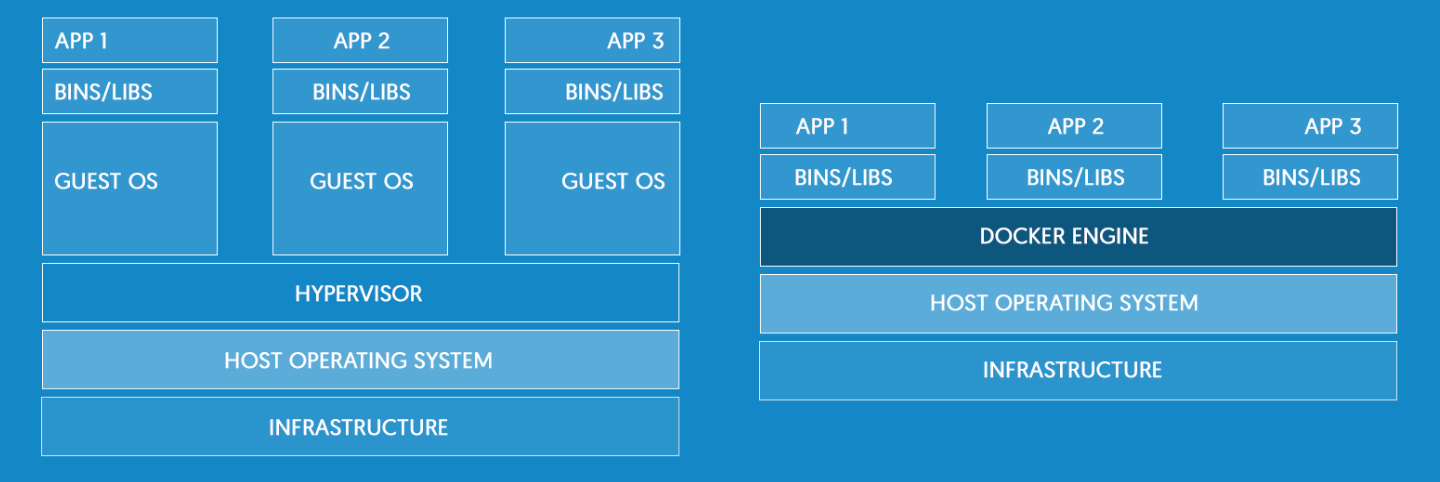 APP 1
APP 2
APP 3
BINS/LIBS
BINS/LIBS
BINS/LIBS
GUEST OS
GUEST OS
GUEST OS
HYPERVISOR
HOST OPERATING SYSTEM
INFRASTRUCTURE
APP 1
APP 2
APP 3
BINS/LIBS
BINS/LIBS
BINS/LIBS
DOCKER ENGINE
HOST OPERATING SYSTEM
INFRASTRUCTURE